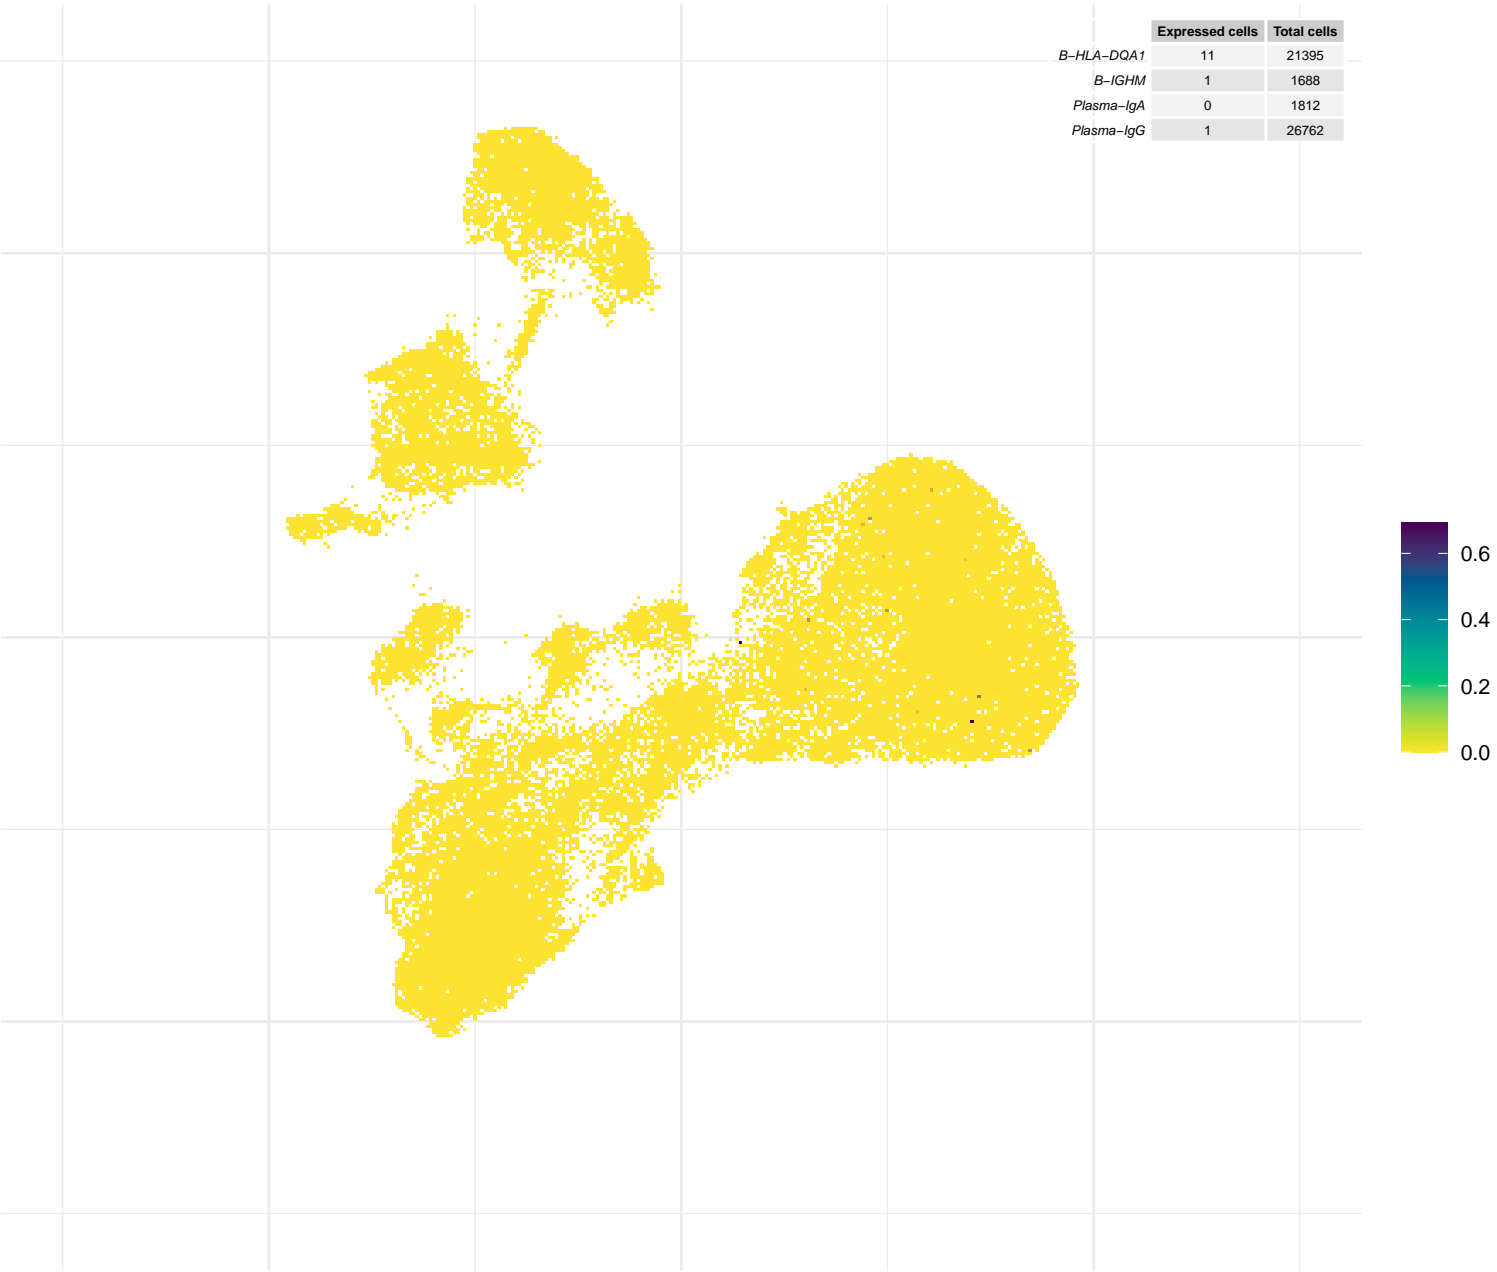 Expressed cells Total cells
B−HLA−DQA1 11 21395
B−IGHM 1 1688
Plasma−IgA 0 1812
Plasma−IgG 1 26762
0.6
0.4
0.2
0.0